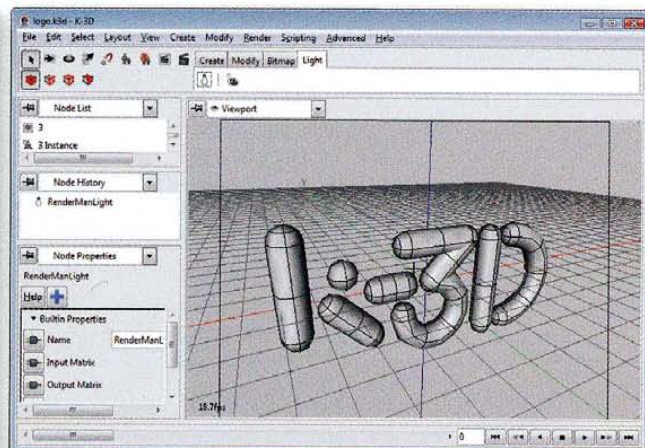 logo.k3d - K-3D
File Edit Select Layout View Create Modify Render Scripting Advanced Help
Create Modify Bitmap Light
Node List
3
3 Instance
Node History
RenderManLight
Node Properties
RenderManLight
Help
Builtin Properties
Name RenderManL
Input Matrix
Output Matrix
Viewport
Y
K-3D
19.7fps
0